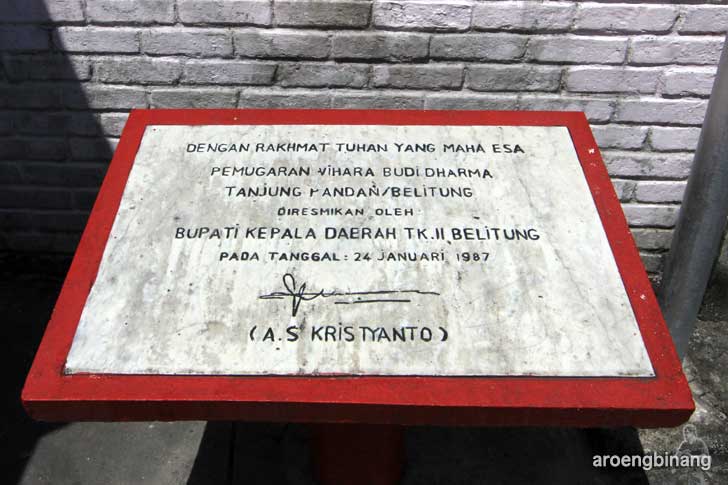 DENGAN RAKHMAT TUHAN YANG MAHA ESA
PEMUGARAN VIHARA BUDI DHARMA
TANJUNG PANDAN/BELITUNG
DIRESMIKAN OLEH
BUPATI KEPALA DAERAH TK.II BELITUNG
PADA TANGGAL : 24 JANUARI 1987
(A.S KRISTYANTO)
aroengbinang